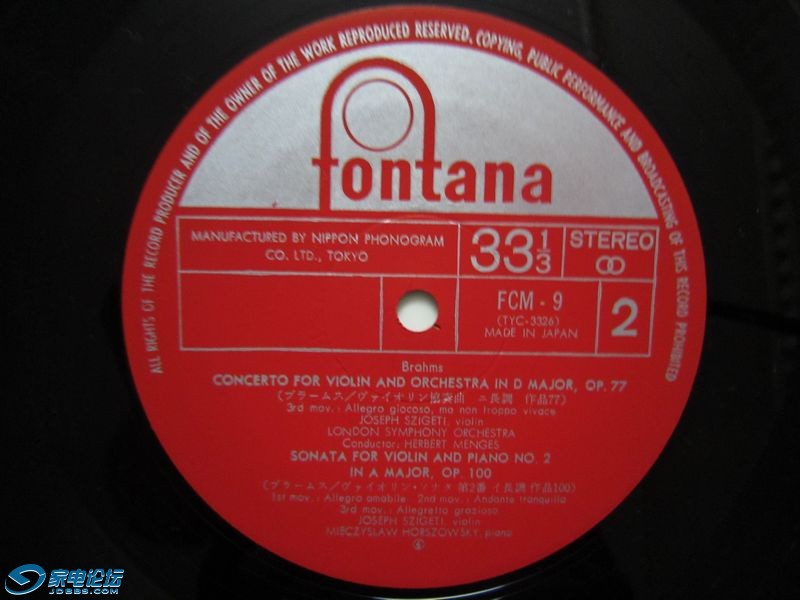 ALL RIGHTS OF THE RECORD PRODUCER AND OF THE OWNER OF THE WORK REPRODUCED RESERVED. COPYING, PUBLIC PERFORMANCE AND BROADCASTING OF THIS RECORD PROHIBITED
fontana
MANUFACTURED BY NIPPON PHONOGRAM
CO. LTD., TOKYO
33 1/3
STEREO
FCM - 9
(TYC-3326)
MADE IN JAPAN
2
Brahms
CONCERTO FOR VIOLIN AND ORCHESTRA IN D MAJOR, OP. 77
(ブラームス/ヴァイオリン協奏曲 ニ長調 作品77)
3rd mov.: Allegro giocoso, ma non troppo vivace
JOSEPH SZIGETI, violin
LONDON SYMPHONY ORCHESTRA
Conductor: HERBERT MENGES
SONATA FOR VIOLIN AND PIANO NO. 2
IN A MAJOR, OP. 100
(ブラームス/ヴァイオリン・ソナタ 第2番 イ長調 作品100)
1st mov.: Allegro amabile 2nd mov.: Andante tranquilla
3rd mov.: Allegretto grazioso
JOSEPH SZIGETI, violin
MIECZYSLAW HORSZOWSKY, piano
家电论坛
JDBBS.COM